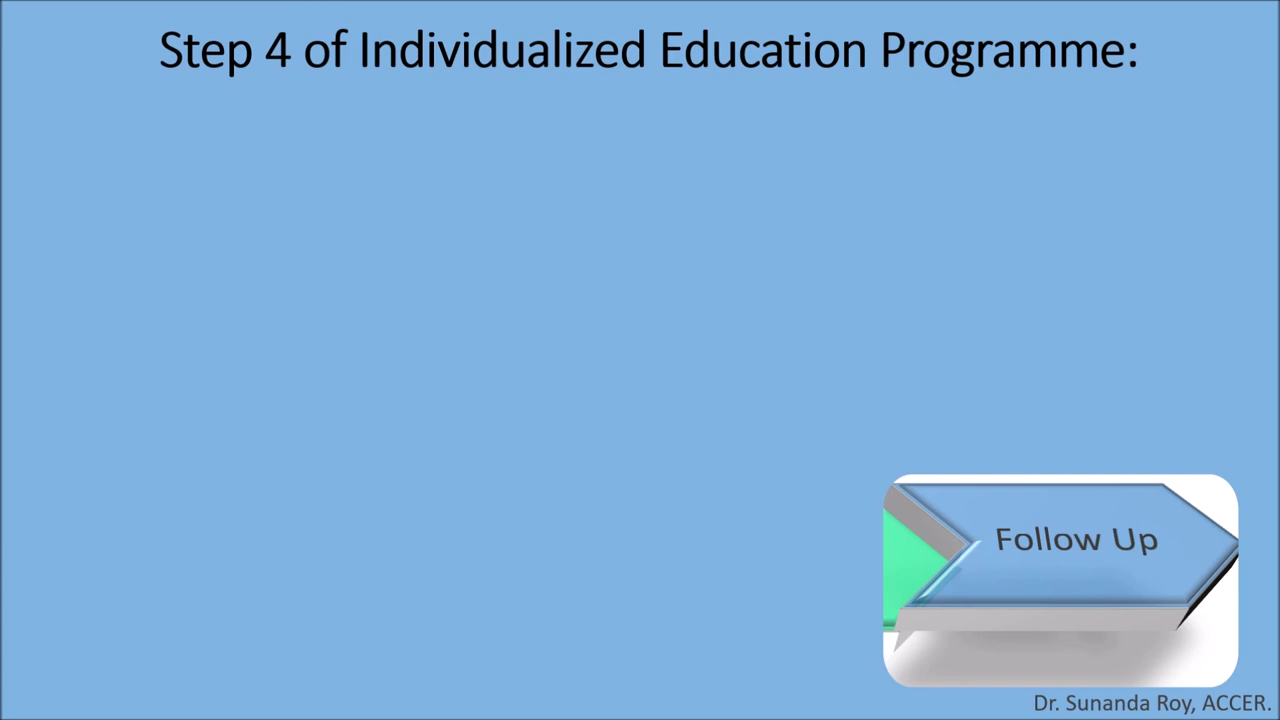 Step 4 of Individualized Education Programme:
Follow Up
Dr. Sunanda Roy, ACCER.